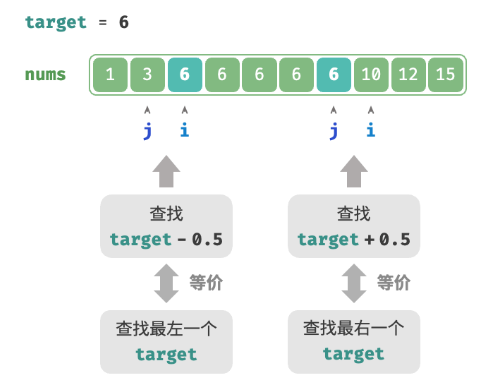 target = 6
nums 1 3 6 6 6 6 6 10 12 15
j i j i
查找 查找
target - 0.5 target + 0.5
等价 等价
查找最左一个 查找最右一个
target target